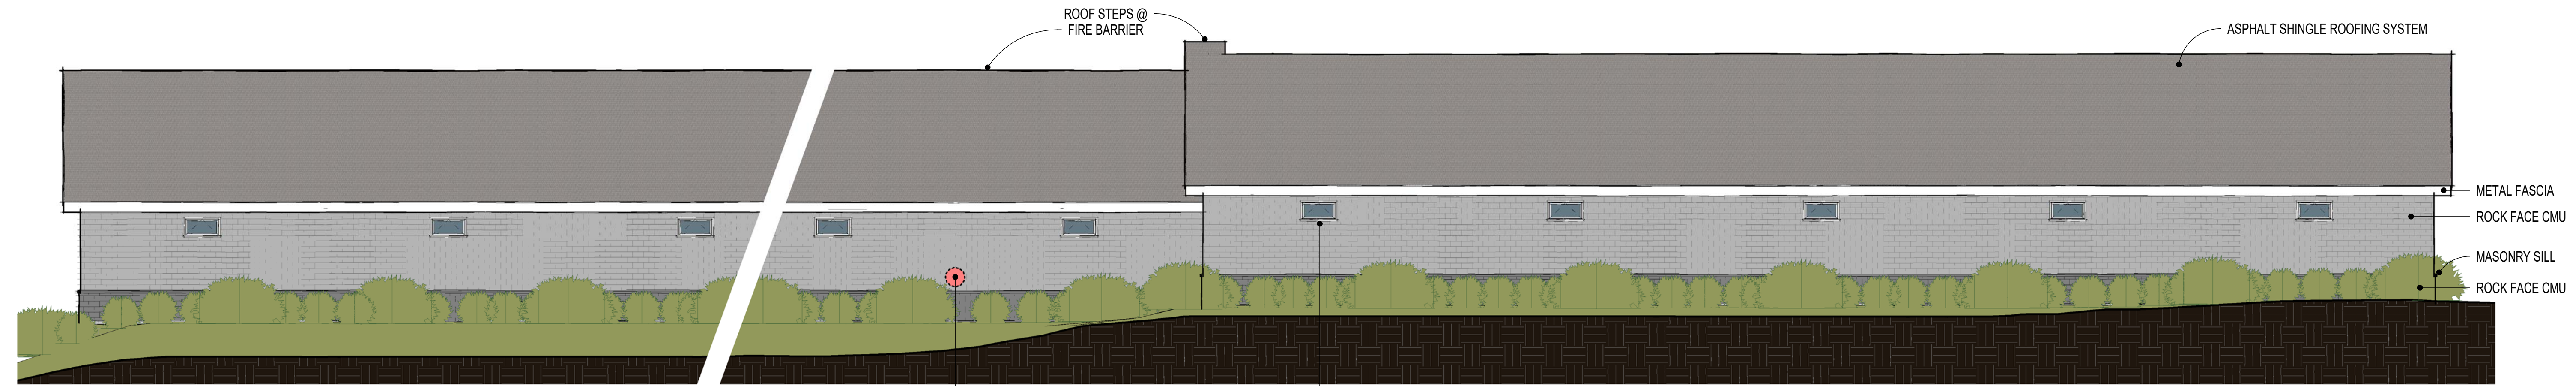 ROOF STEPS @
FIRE BARRIER
ASPHALT SHINGLE ROOFING SYSTEM
METAL FASCIA
ROCK FACE CMU
MASONRY SILL
ROCK FACE CMU